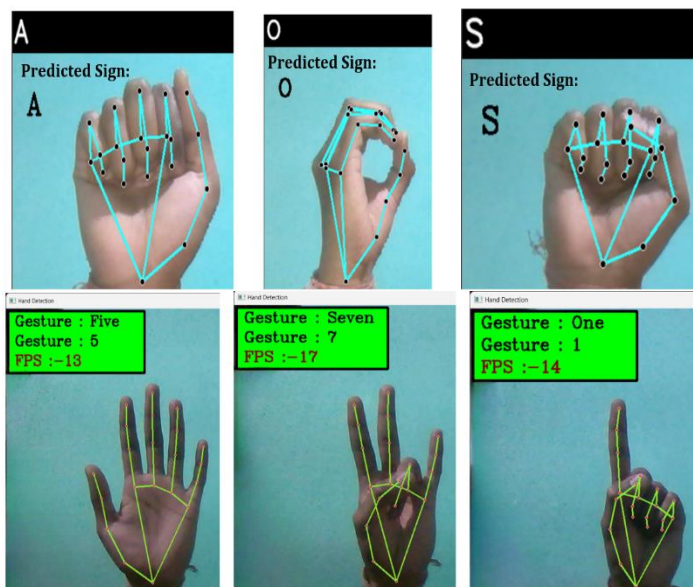 A
Predicted Sign:
A
O
Predicted Sign:
O
S
Predicted Sign:
S
Hand Detection
Gesture : Five
Gesture : 5
FPS :-13
Hand Detection
Gesture : Seven
Gesture : 7
FPS :-17
Hand Detection
Gesture : One
Gesture : 1
FPS :-14